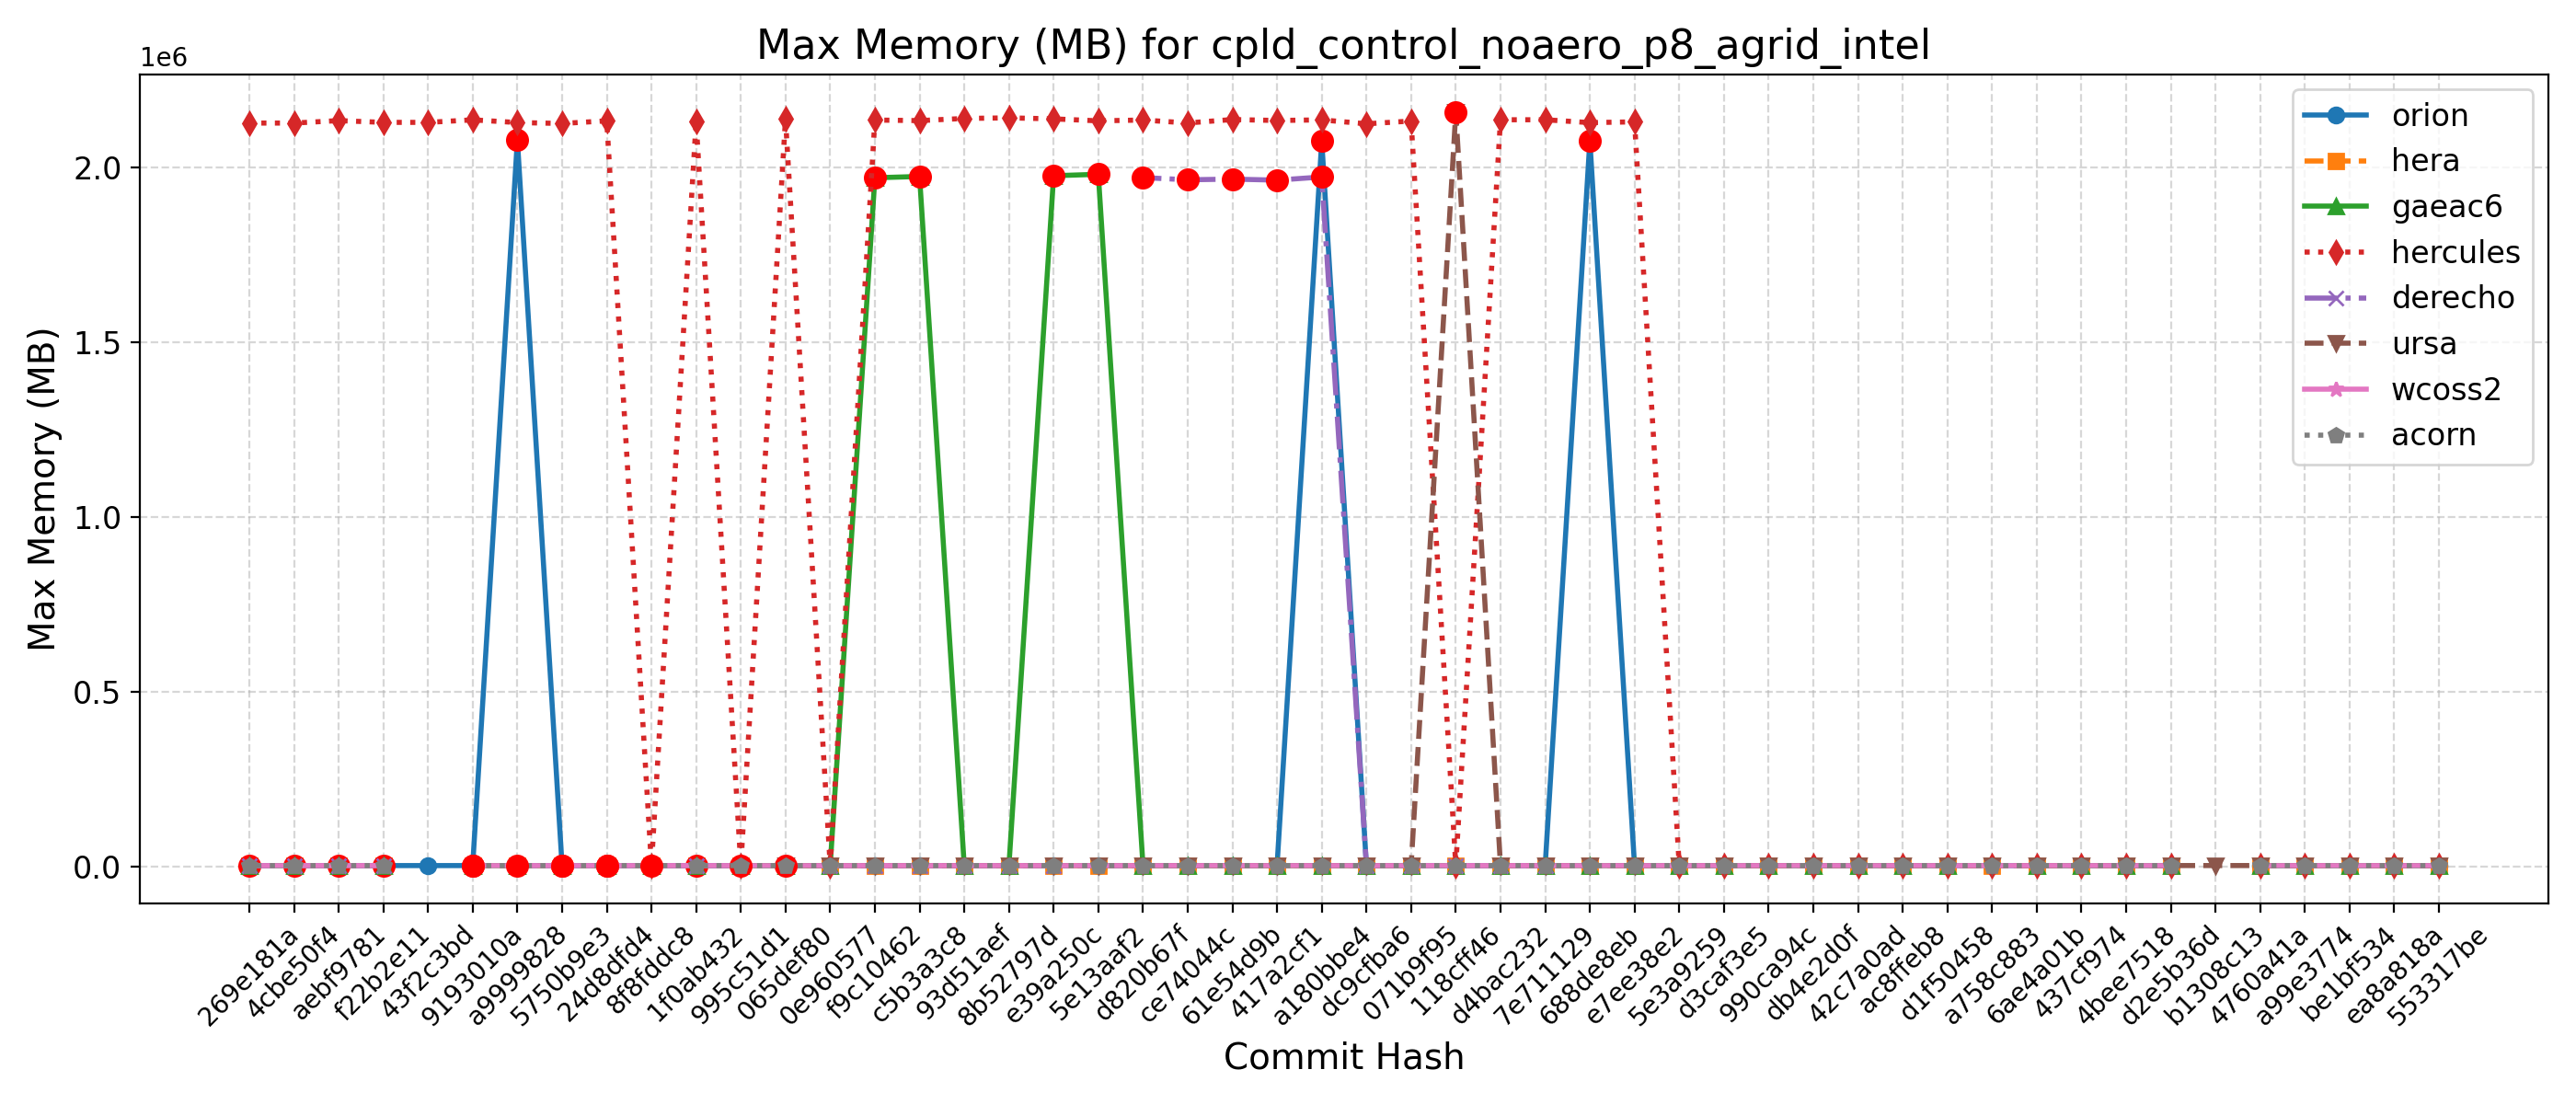 Max Memory (MB) for cpld_control_noaero_p8_agrid_intel
1e6
2.0
1.5
1.0
0.5
0.0
Max Memory (MB)
orion
hera
gaeac6
hercules
derecho
ursa
wcoss2
acorn
269e181a
4cbe50f4
aebf9781
f22b2e11
43f2c3bd
9193010a
a9999828
5750b9e3
24d8dfd4
8f8fddc8
1f0ab432
995c51d1
065def80
0e960577
f9c10462
c5b3a3c8
93d51aef
8b52797d
e39a250c
5e13aaf2
d820b67f
ce74044c
61e54d9b
417a2cf1
a180bbe4
dc9cfba6
071b9f95
118cff46
d4bac232
7e711129
688de8eb
e7ee38e2
5e3a9259
d3caf3e5
990ca94c
db4e2d0f
42c7a0ad
ac8ffeb8
d1f50458
a758c883
6ae4a01b
437cf974
4bee7518
d2e5b36d
b1308c13
4760a41a
a99e3774
be1bf534
ea8a818a
553317be
Commit Hash